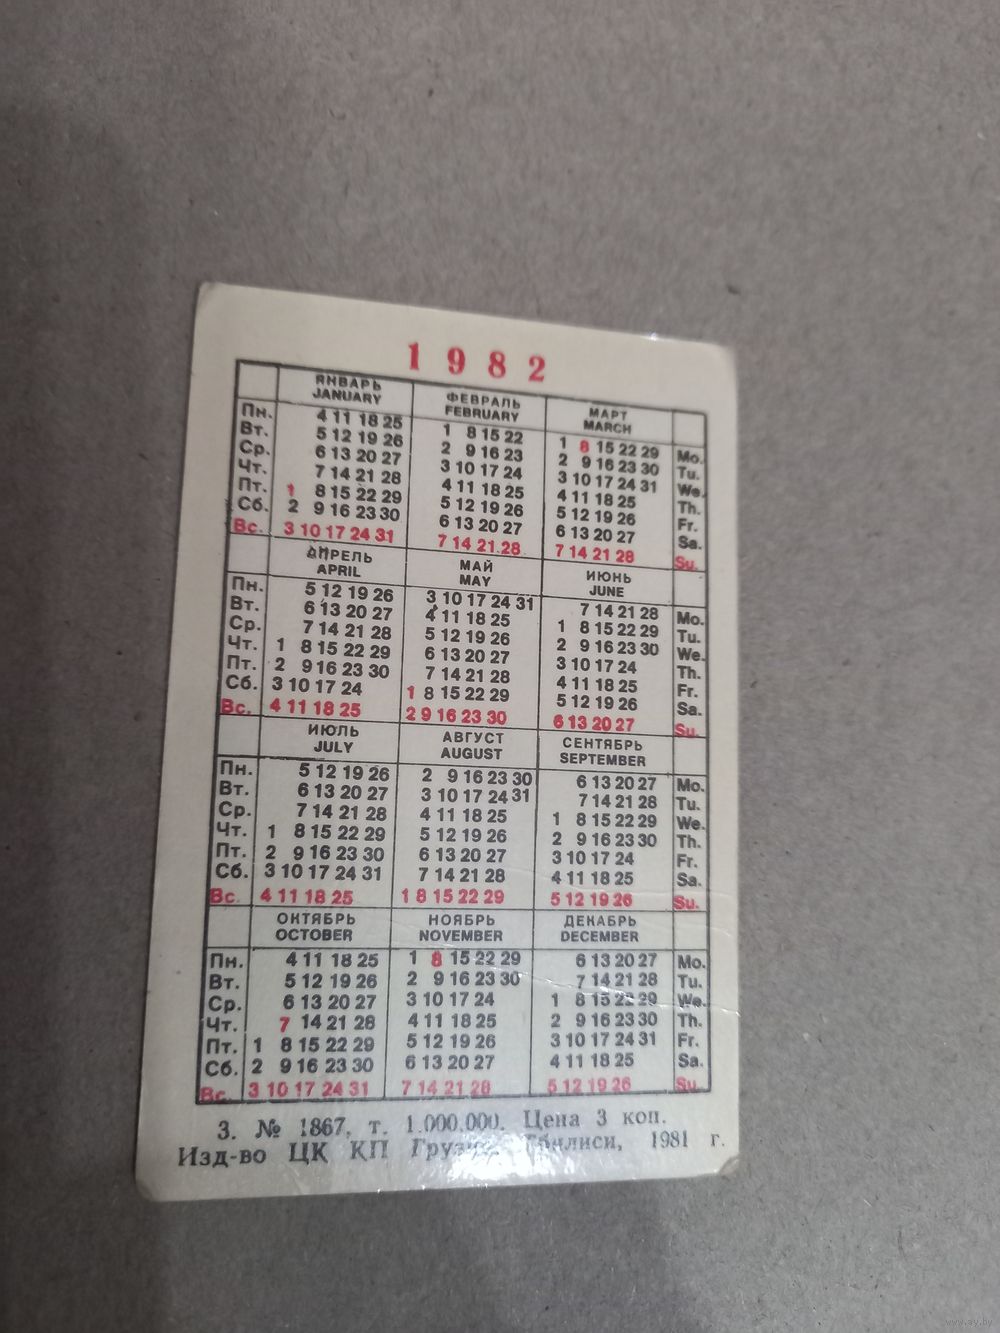 1982
ЯНВАРЬ ФЕВРАЛЬ МАРТ
JANUARY FEBRUARY MARCH
Пн. 4 11 18 25 1 8 15 22 1 8 15 22 29 Mo.
Вт. 5 12 19 26 2 9 16 23 2 9 16 23 30 Tu.
Ср. 6 13 20 27 3 10 17 24 3 10 17 24 31 We.
Чт. 7 14 21 28 4 11 18 25 4 11 18 25 Th.
Пт. 1 8 15 22 29 5 12 19 26 5 12 19 26 Fr.
Сб. 2 9 16 23 30 6 13 20 27 6 13 20 27 Sa.
Вс. 3 10 17 24 31 7 14 21 28 7 14 21 28 Su.
АПРЕЛЬ МАЙ ИЮНЬ
APRIL MAY JUNE
Пн. 5 12 19 26 3 10 17 24 31 7 14 21 28 Mo.
Вт. 6 13 20 27 4 11 18 25 1 8 15 22 29 Tu.
Ср. 7 14 21 28 5 12 19 26 2 9 16 23 30 We.
Чт. 1 8 15 22 29 6 13 20 27 3 10 17 24 Th.
Пт. 2 9 16 23 30 7 14 21 28 4 11 18 25 Fr.
Сб. 3 10 17 24 1 8 15 22 29 5 12 19 26 Sa.
Вс. 4 11 18 25 2 9 16 23 30 6 13 20 27 Su.
ИЮЛЬ АВГУСТ СЕНТЯБРЬ
JULY AUGUST SEPTEMBER
Пн. 5 12 19 26 2 9 16 23 30 6 13 20 27 Mo.
Вт. 6 13 20 27 3 10 17 24 31 7 14 21 28 Tu.
Ср. 7 14 21 28 4 11 18 25 1 8 15 22 29 We.
Чт. 1 8 15 22 29 5 12 19 26 2 9 16 23 30 Th.
Пт. 2 9 16 23 30 6 13 20 27 3 10 17 24 Fr.
Сб. 3 10 17 24 31 7 14 21 28 4 11 18 25 Sa.
Вс. 4 11 18 25 1 8 15 22 29 5 12 19 26 Su.
ОКТЯБРЬ НОЯБРЬ ДЕКАБРЬ
OCTOBER NOVEMBER DECEMBER
Пн. 4 11 18 25 1 8 15 22 29 6 13 20 27 Mo.
Вт. 5 12 19 26 2 9 16 23 30 7 14 21 28 Tu.
Ср. 6 13 20 27 3 10 17 24 1 8 15 22 29 We.
Чт. 7 14 21 28 4 11 18 25 2 9 16 23 30 Th.
Пт. 1 8 15 22 29 5 12 19 26 3 10 17 24 31 Fr.
Сб. 2 9 16 23 30 6 13 20 27 4 11 18 25 Sa.
Вс. 3 10 17 24 31 7 14 21 28 5 12 19 26 Su.
З. № 1867, т. 1.000.000. Цена 3 коп.
Изд-во ЦК КП Тбилиси, 1981 г.
www.ay.by